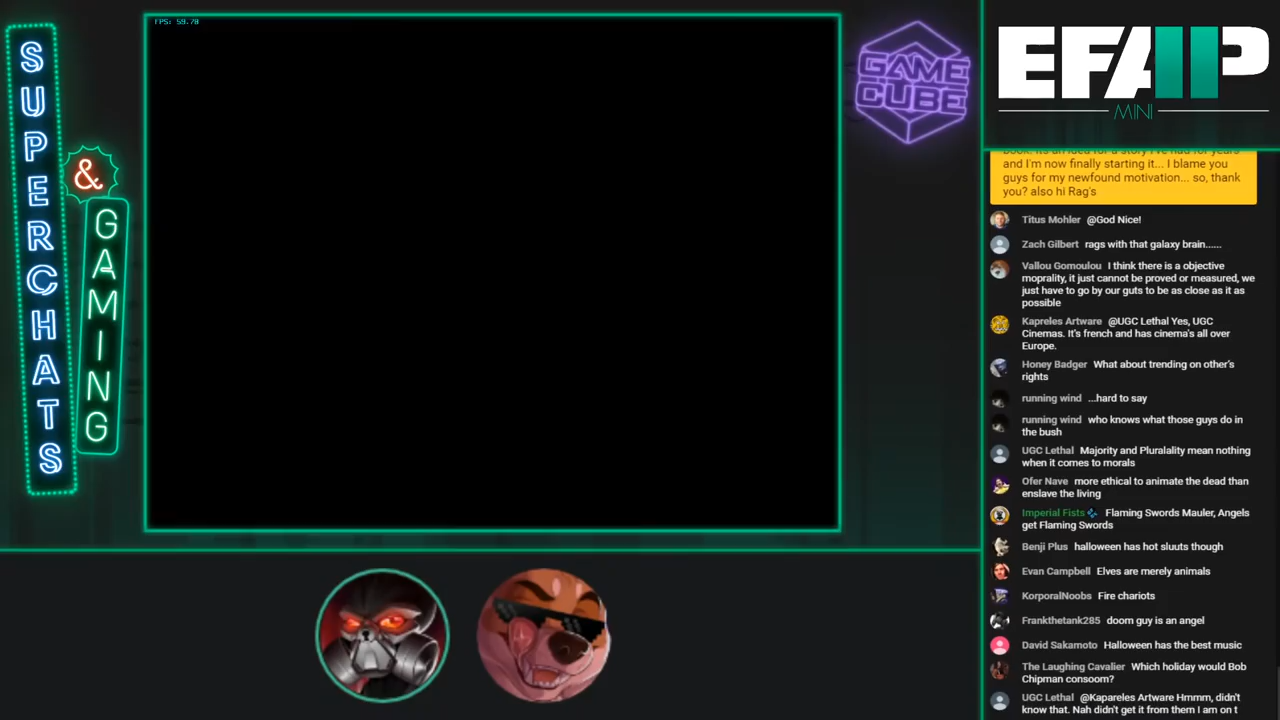 FPS: 59.78
SUPERCHATS
&
GAMING
GAME
CUBE
EFAP
MINI
and I'm now finally starting it... I blame you
guys for my newfound motivation... so, thank
you? also hi Rag's
Titus Mohler @God Nice!
Zach Gilbert rags with that galaxy brain......
Vallou Gomoulou I think there is a objective
moprality, it just cannot be proved or measured, we
just have to go by our guts to be as close as it as
possible
Kapreles Artware @UGC Lethal Yes, UGC
Cinemas. It's french and has cinema's all over
Europe.
Honey Badger What about trending on other's
rights
running wind ...hard to say
running wind who knows what those guys do in
the bush
UGC Lethal Majority and Pluralality mean nothing
when it comes to morals
Ofer Nave more ethical to animate the dead than
enslave the living
Imperial Fists Flaming Swords Mauler, Angels
get Flaming Swords
Benji Plus halloween has hot sluuts though
Evan Campbell Elves are merely animals
KorporalNoobs Fire chariots
Frankthetank285 doom guy is an angel
David Sakamoto Halloween has the best music
The Laughing Cavalier Which holiday would Bob
Chipman consoom?
UGC Lethal @Kapareles Artware Hmmm, didn't
know that. Nah didn't get it from them I am on t